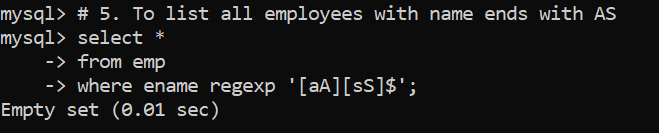 mysql> # 5. To list all employees with name ends with AS
mysql> select *
    -> from emp
    -> where ename regexp '[aA][sS]$';
Empty set (0.01 sec)